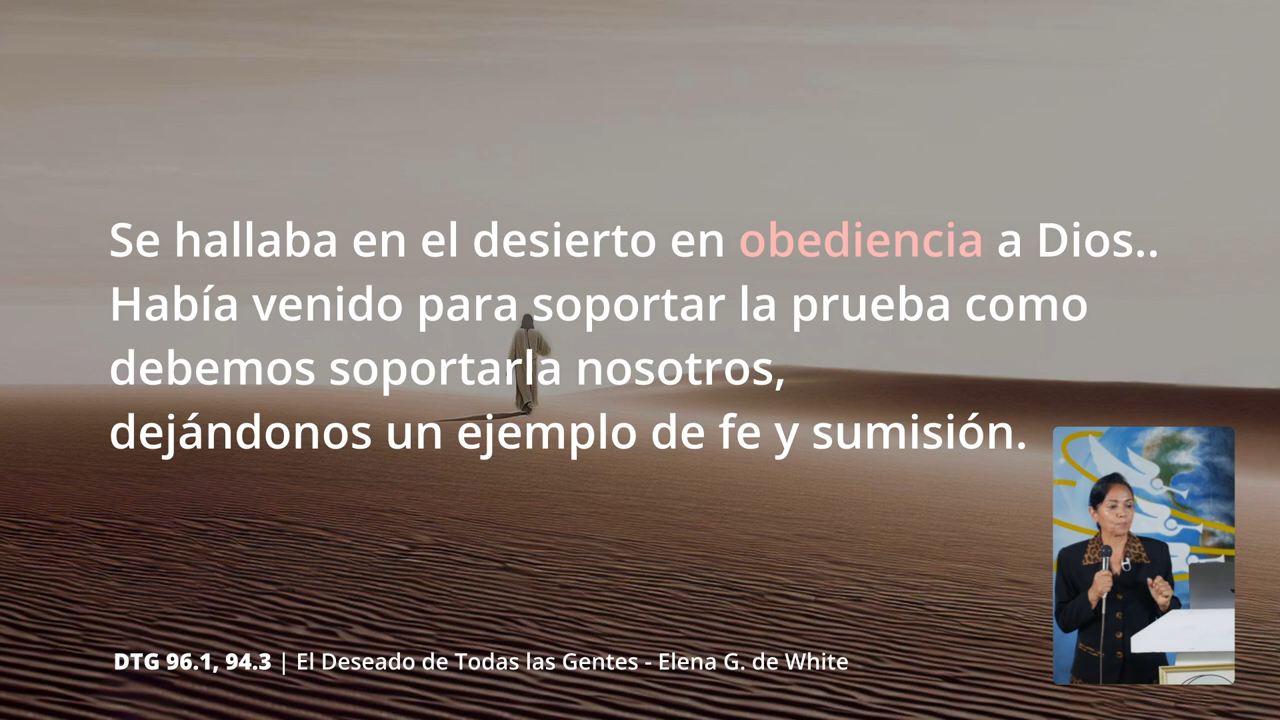 Se hallaba en el desierto en obediencia a Dios..
Había venido para soportar la prueba como
debemos soportarla nosotros,
dejándonos un ejemplo de fe y sumisión.
DTG 96.1, 94.3 | El Deseado de Todas las Gentes - Elena G. de White